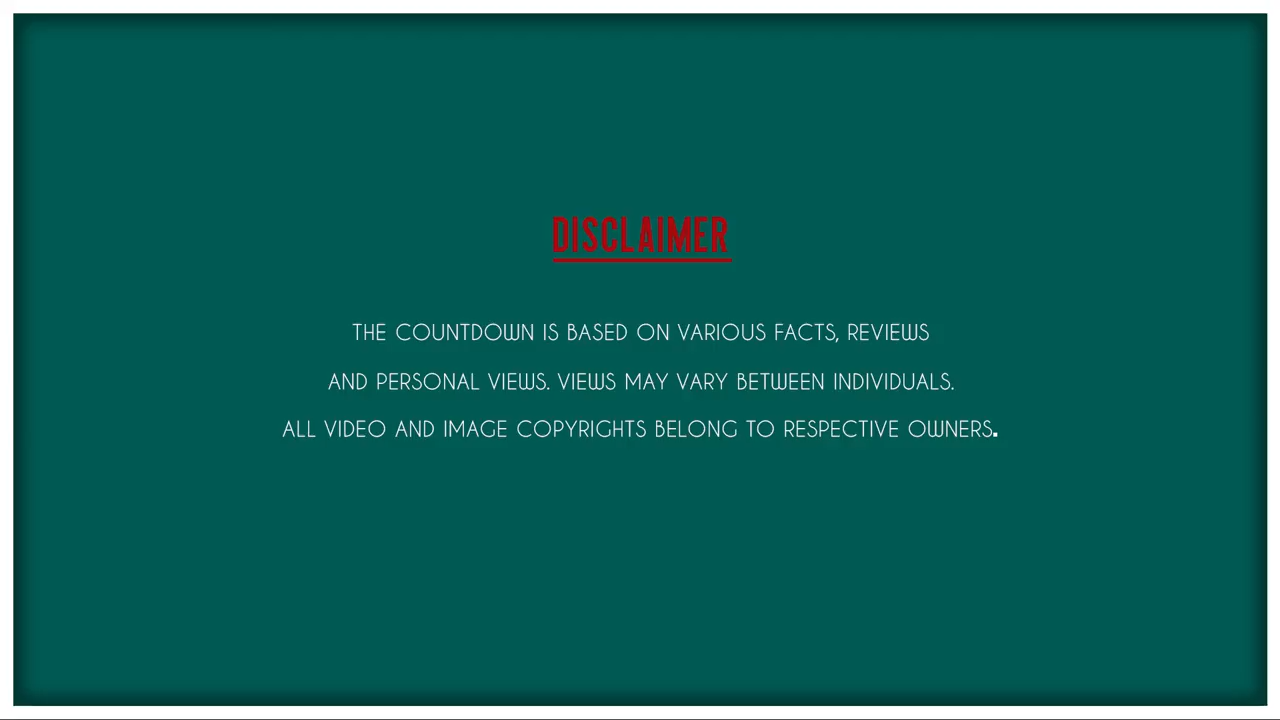 DISCLAIMER
THE COUNTDOWN IS BASED ON VARIOUS FACTS, REVIEWS
AND PERSONAL VIEWS. VIEWS MAY VARY BETWEEN INDIVIDUALS.
ALL VIDEO AND IMAGE COPYRIGHTS BELONG TO RESPECTIVE OWNERS.